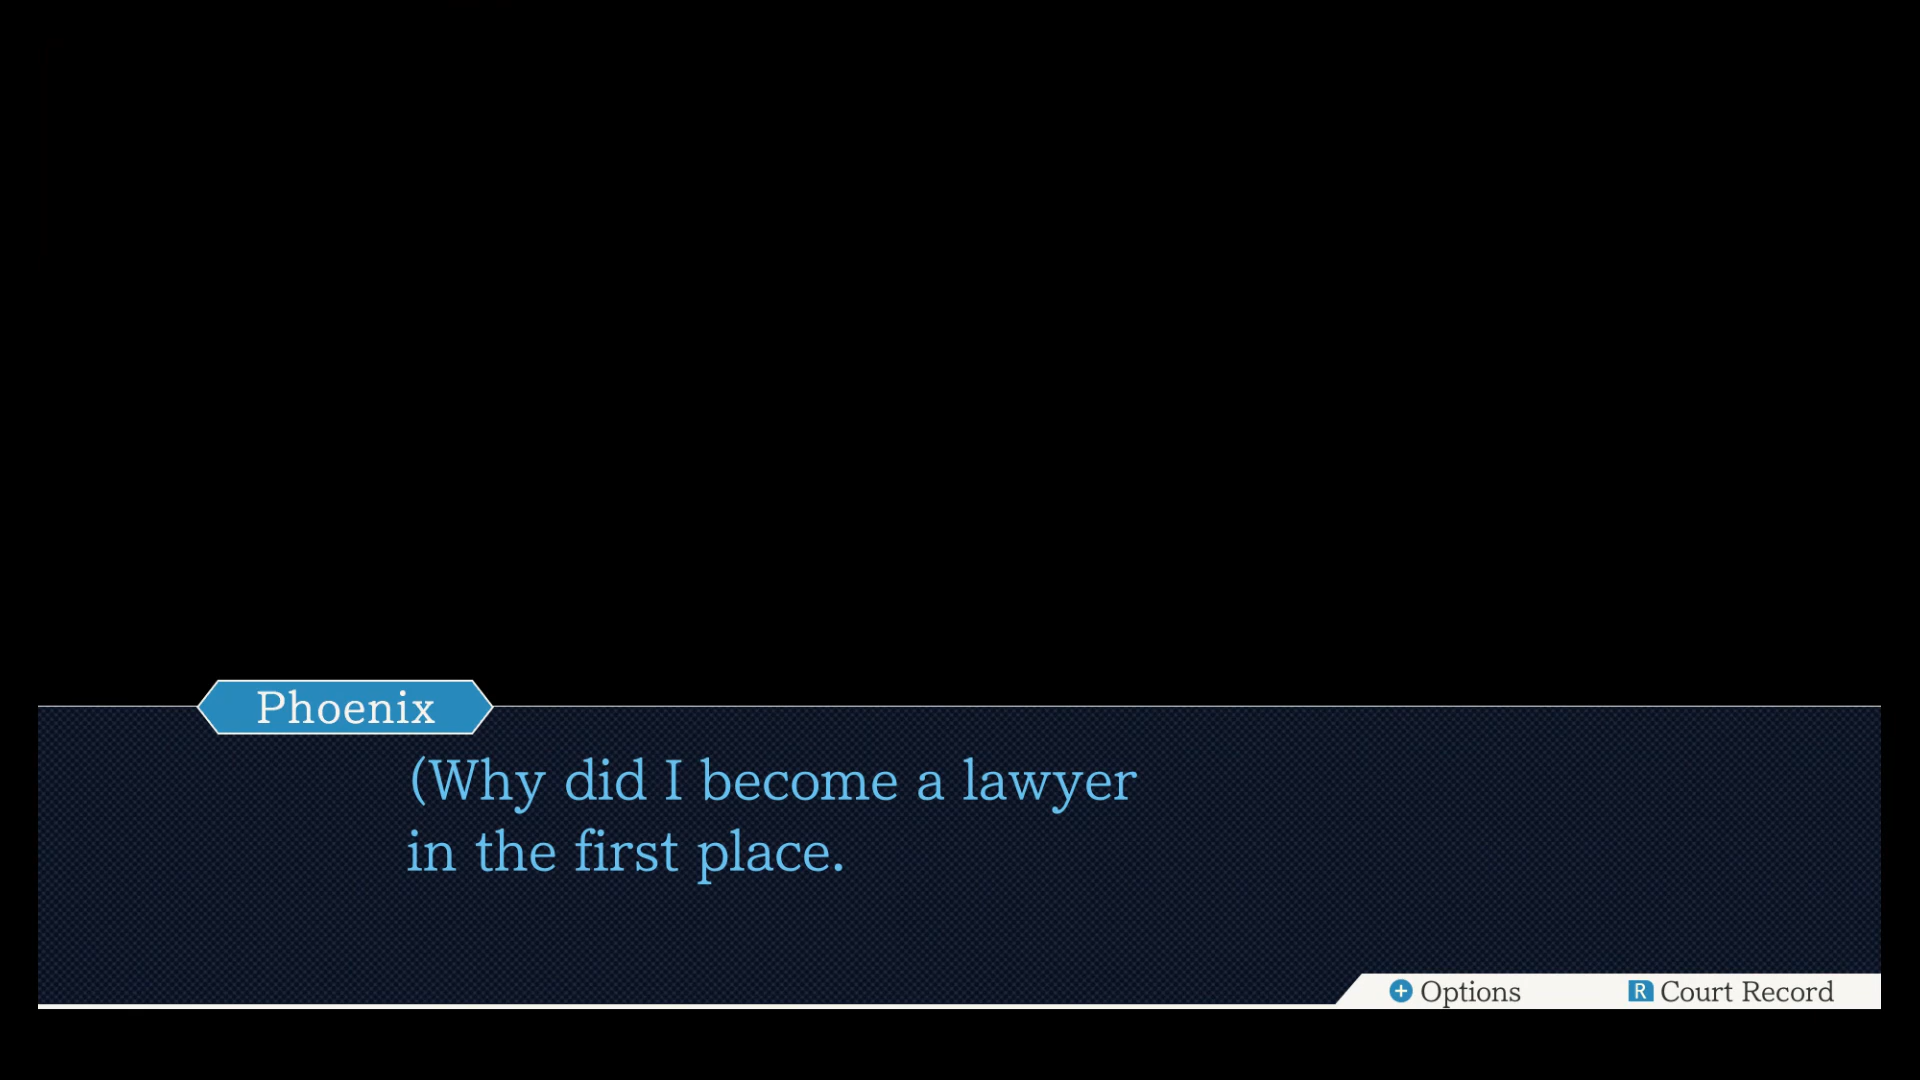 Phoenix
(Why did I become a lawyer
in the first place.
+ Options
R Court Record